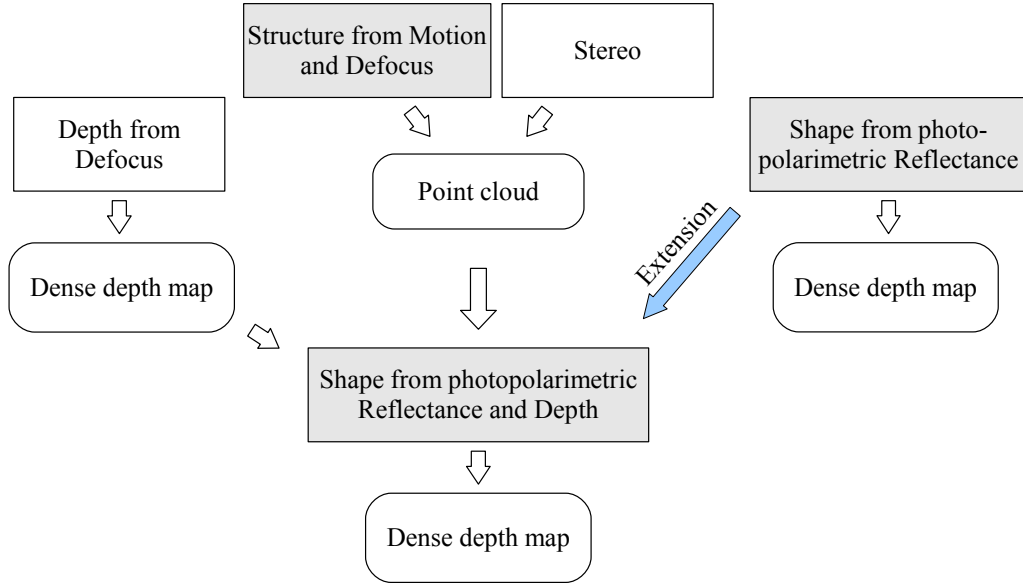 Structure from Motion
and Defocus
Stereo
Depth from
Defocus
Shape from photo-
polarimetric Reflectance
Point cloud
Extension
Dense depth map
Dense depth map
Shape from photopolarimetric
Reflectance and Depth
Dense depth map